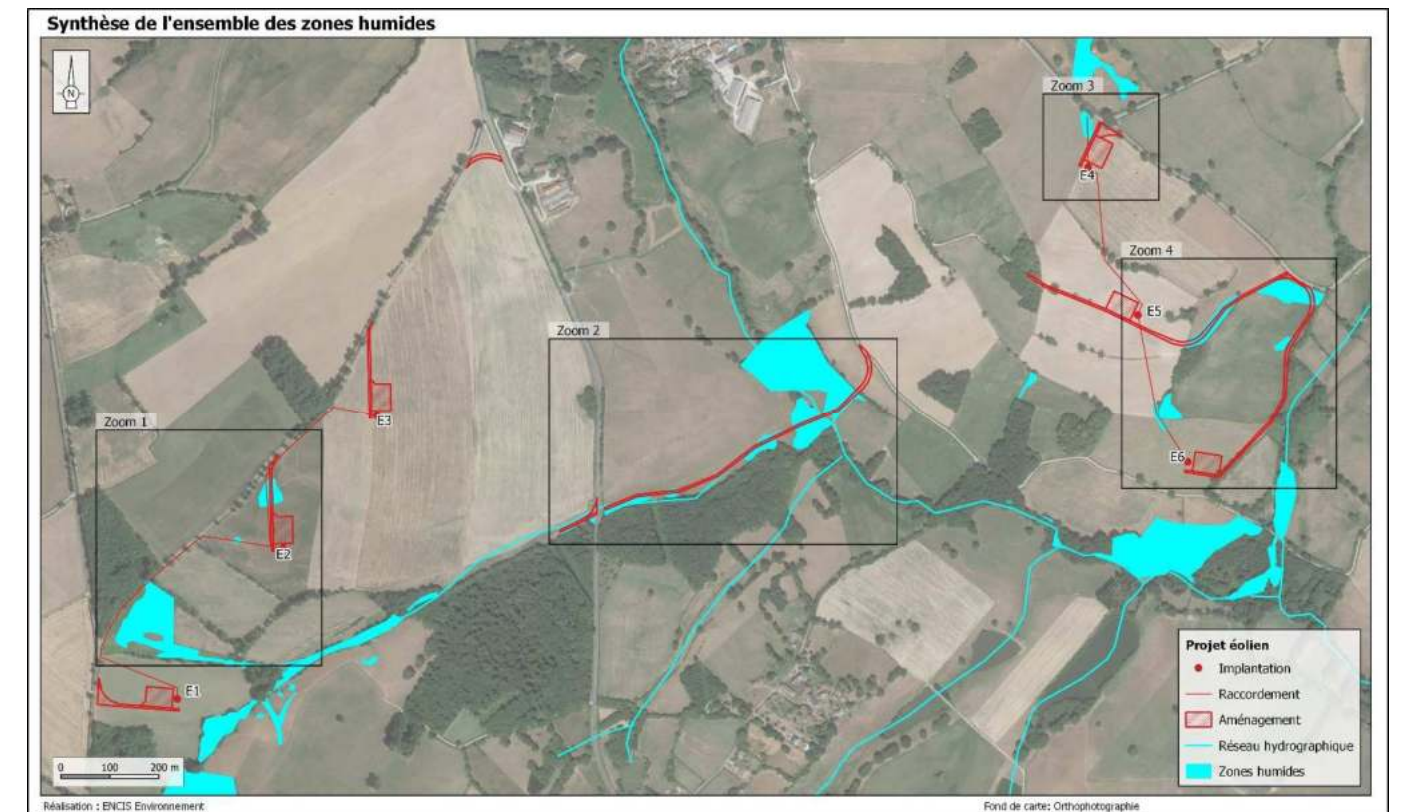 Synthèse de l'ensemble des zones humides
N
Zoom 3
E4
Zoom 4
E5
Zoom 2
E3
Zoom 1
E6
E2
E1
Projet éolien
Implantation
Raccordement
Aménagement
Réseau hydrographique
Zones humides
0 100 200 m
Réalisation : ENCIS Environnement
Fond de carte: Orthophotographie